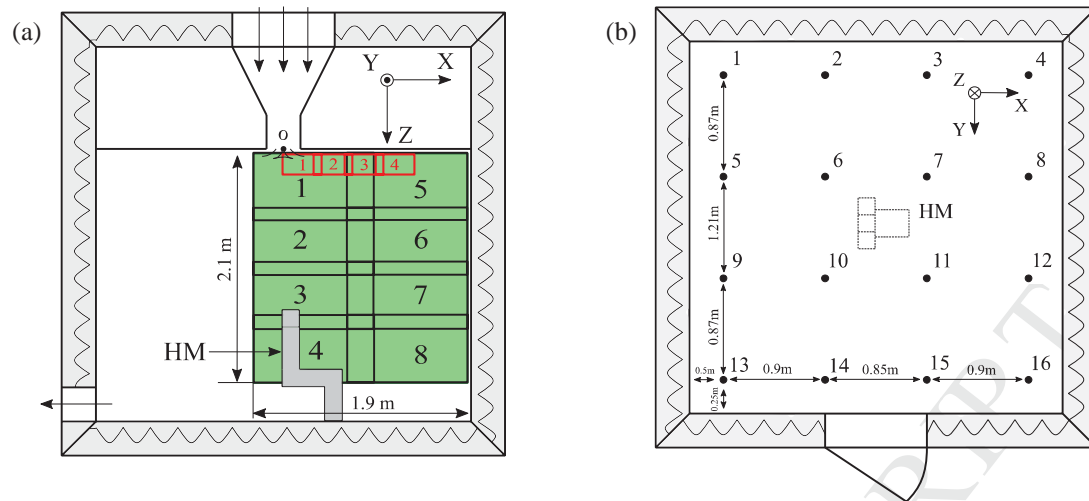 (a)
X
Y
Z
o
1 2 3 4
1 5
2 6
3 7
4 8
2.1 m
HM
1.9 m
(b)
1 2 3 4
Z
X
Y
0.87m
5 6 7 8
HM
1.21m
9 10 11 12
0.87m
13 14 15 16
0.5m 0.9m 0.85m 0.9m
0.25m
RPT